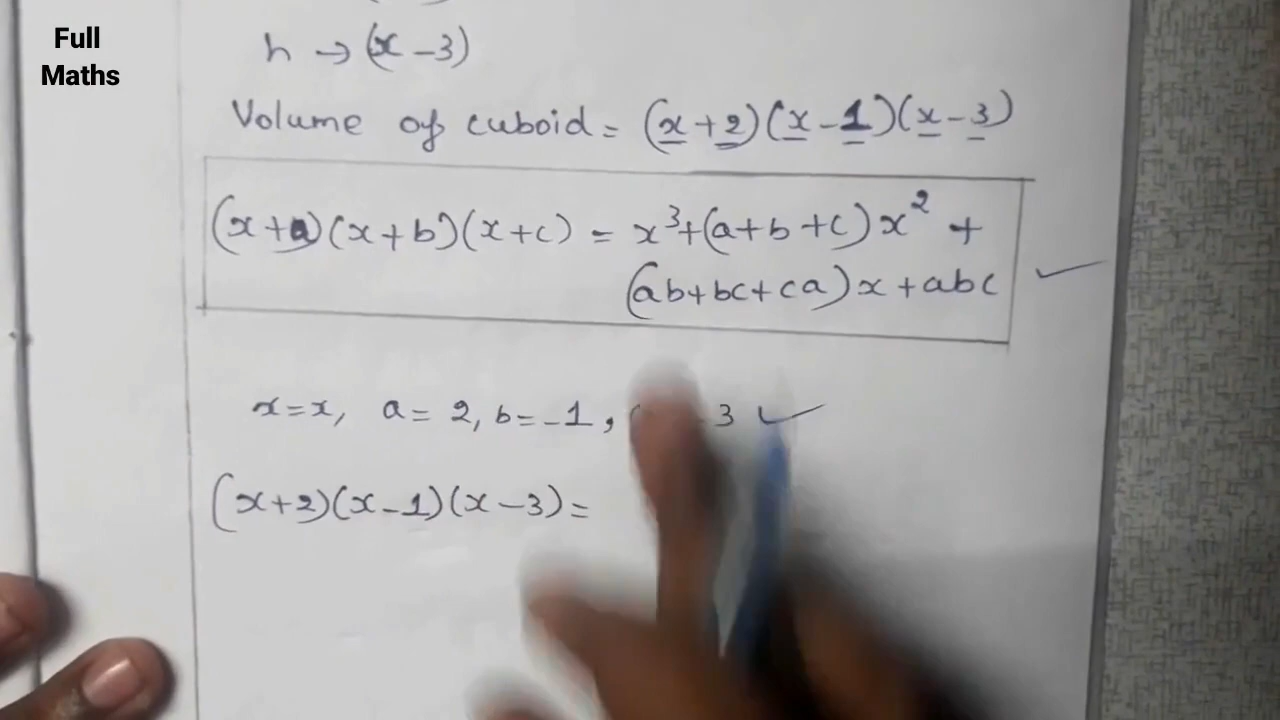 Full
Maths
h → (x - 3)
Volume of cuboid = (x + 2)(x - 1)(x - 3)
(x + a)(x + b)(x + c) = x³ + (a + b + c)x² +
(ab + bc + ca)x + abc
x = x, a = 2, b = -1, 3
(x + 2)(x - 1)(x - 3) =